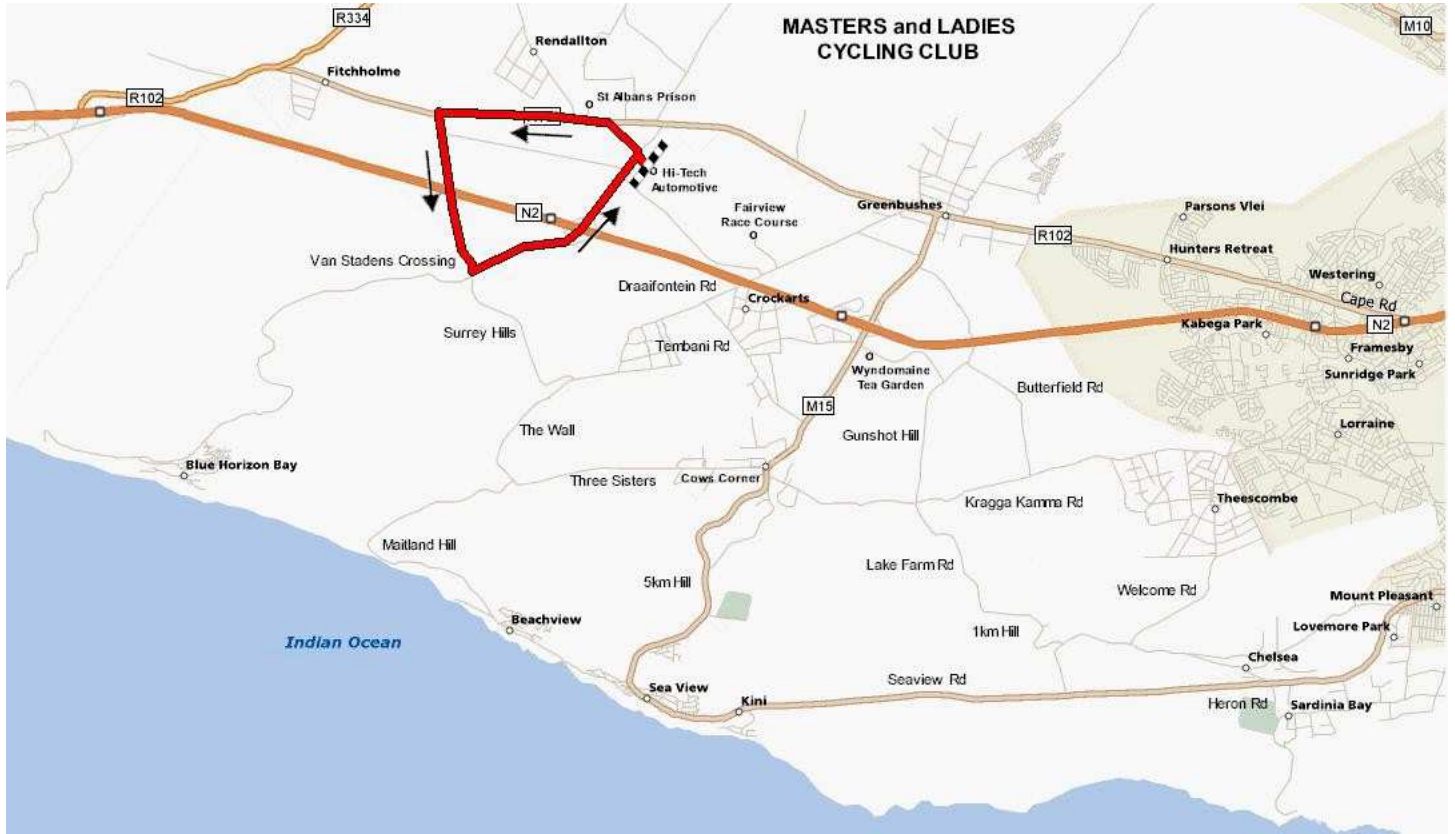 R334
MASTERS and LADIES
CYCLING CLUB
M10
Rendallton
Fitchholme
R102
St Albans Prison
Hi-Tech
Automotive
N2
Fairview
Race Course
Greenbushes
Parsons Vlei
R102
Hunters Retreat
Van Stadens Crossing
Westering
Draaifontein Rd
Crockarts
Cape Rd
Kabega Park
N2
Surrey Hills
Tembani Rd
Framesby
Wyndomaine
Tea Garden
Sunridge Park
Butterfield Rd
M15
The Wall
Gunshot Hill
Lorraine
Blue Horizon Bay
Three Sisters
Cows Corner
Kragga Kamma Rd
Theescombe
Maitland Hill
Lake Farm Rd
5km Hill
Welcome Rd
Mount Pleasant
Beachview
1km Hill
Lovemore Park
Indian Ocean
Chelsea
Seaview Rd
Sea View
Kini
Heron Rd
Sardinia Bay